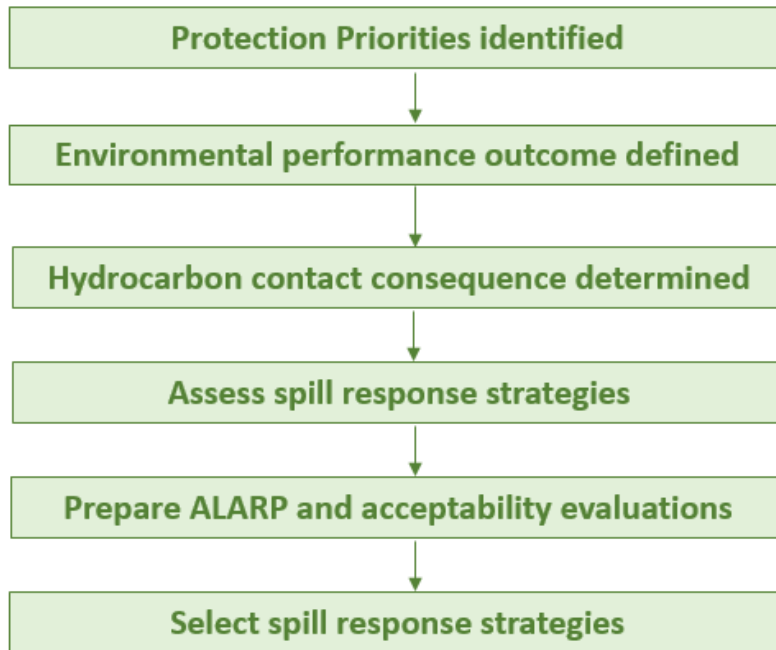 Protection Priorities identified
Environmental performance outcome defined
Hydrocarbon contact consequence determined
Assess spill response strategies
Prepare ALARP and acceptability evaluations
Select spill response strategies